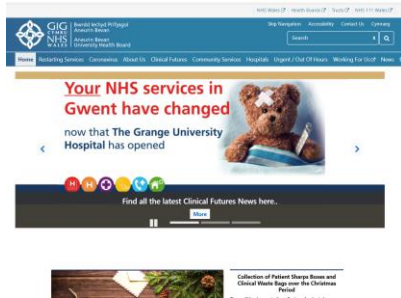 NHS Wales Health Boards Trusts NHS 111 Wales
Skip Navigation Accessibility Contact Us Cymraeg
GIG
CYMRU
NHS
WALES
Bwrdd Iechyd Prifysgol
Aneurin Bevan
Aneurin Bevan
University Health Board
Search
Home Restarting Services Coronavirus About Us Clinical Futures Community Services Hospitals Urgent / Out Of Hours Working For Us News
Your NHS services in
Gwent have changed
now that The Grange University
Hospital has opened
H H
Find all the latest Clinical Futures News here..
More
Collection of Patient Sharps Boxes and
Clinical Waste Bags over the Christmas
Period